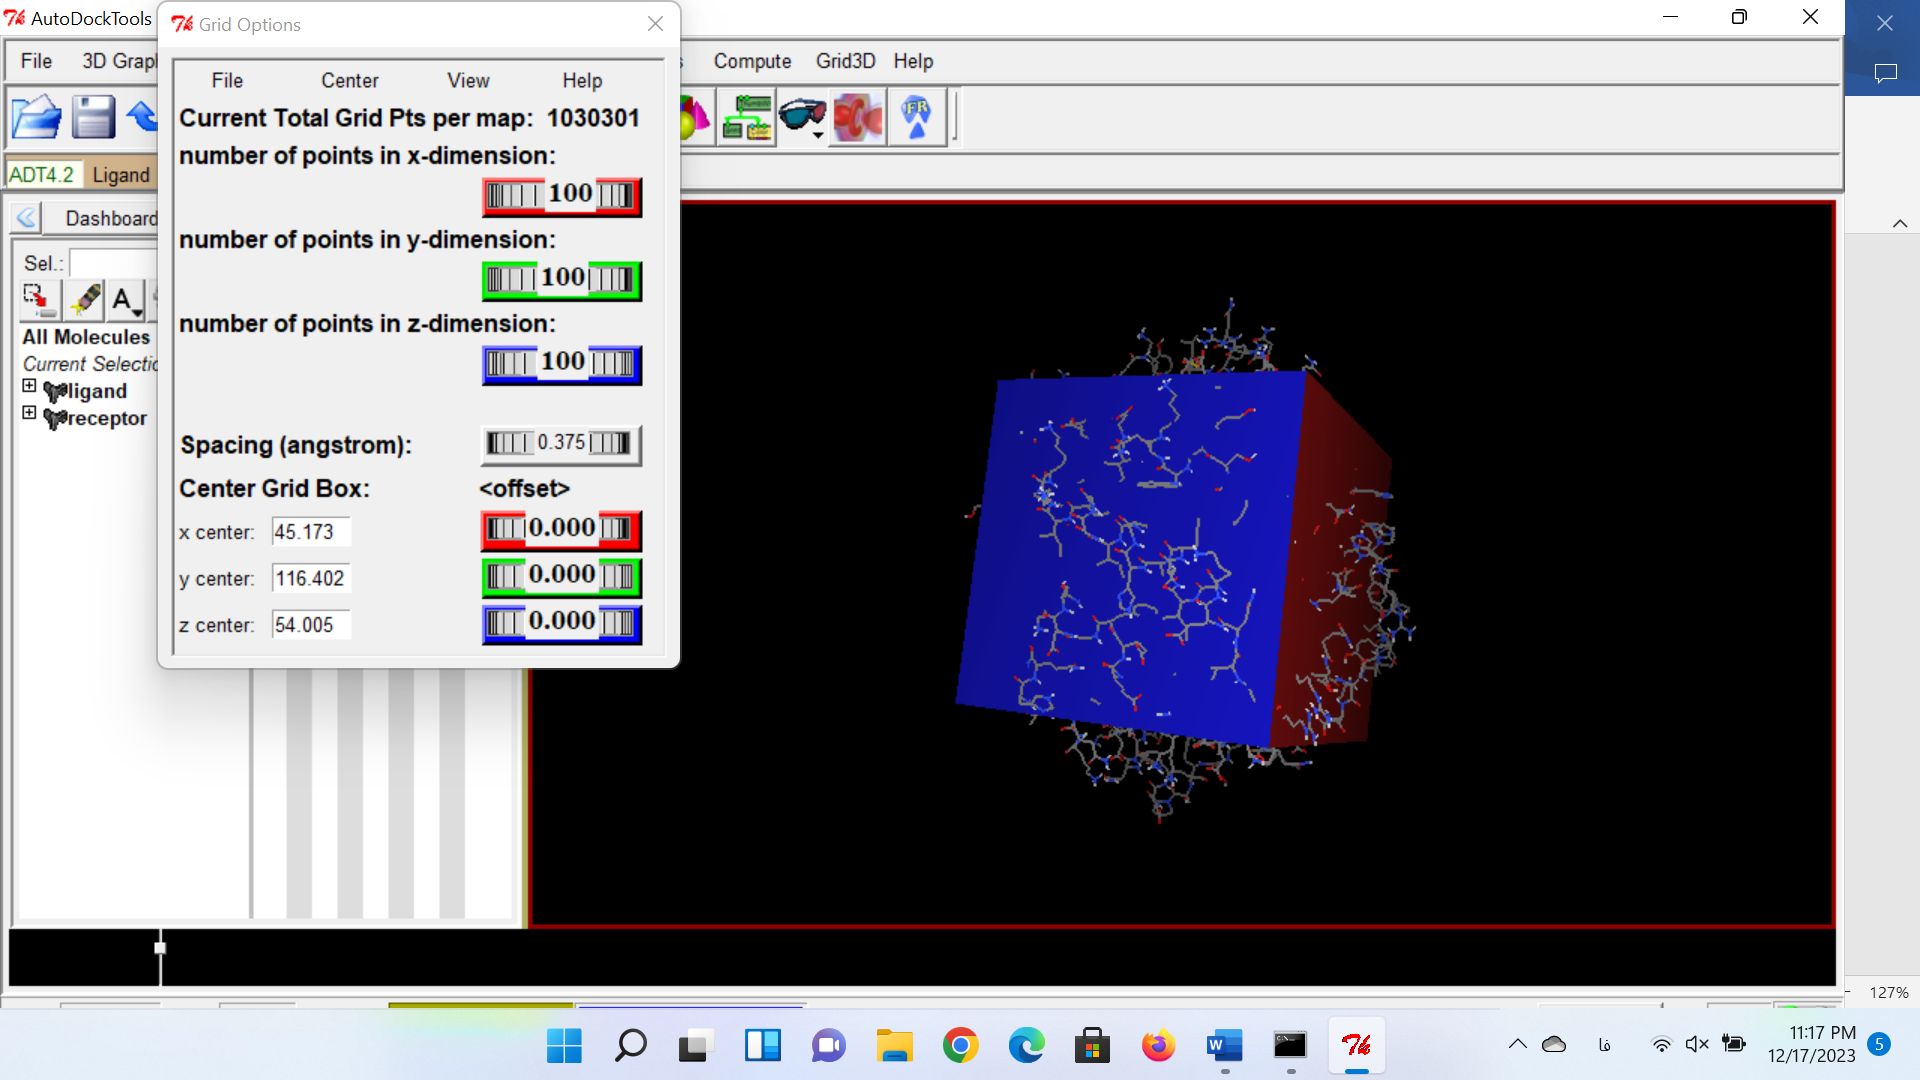 AutoDockTools
Grid Options
File
3D Grap
Compute
Grid3D
Help
File
Center
View
Help
Current Total Grid Pts per map: 1030301
number of points in x-dimension:
100
number of points in y-dimension:
100
number of points in z-dimension:
100
Spacing (angstrom):
0.375
Center Grid Box:
<offset>
x center: 45.173
0.000
y center: 116.402
0.000
z center: 54.005
0.000
ADT4.2
Ligand
Dashboard
Sel.:
A
All Molecules
Current Selectio
ligand
receptor
FR
127%
فا
11:17 PM
12/17/2023
5